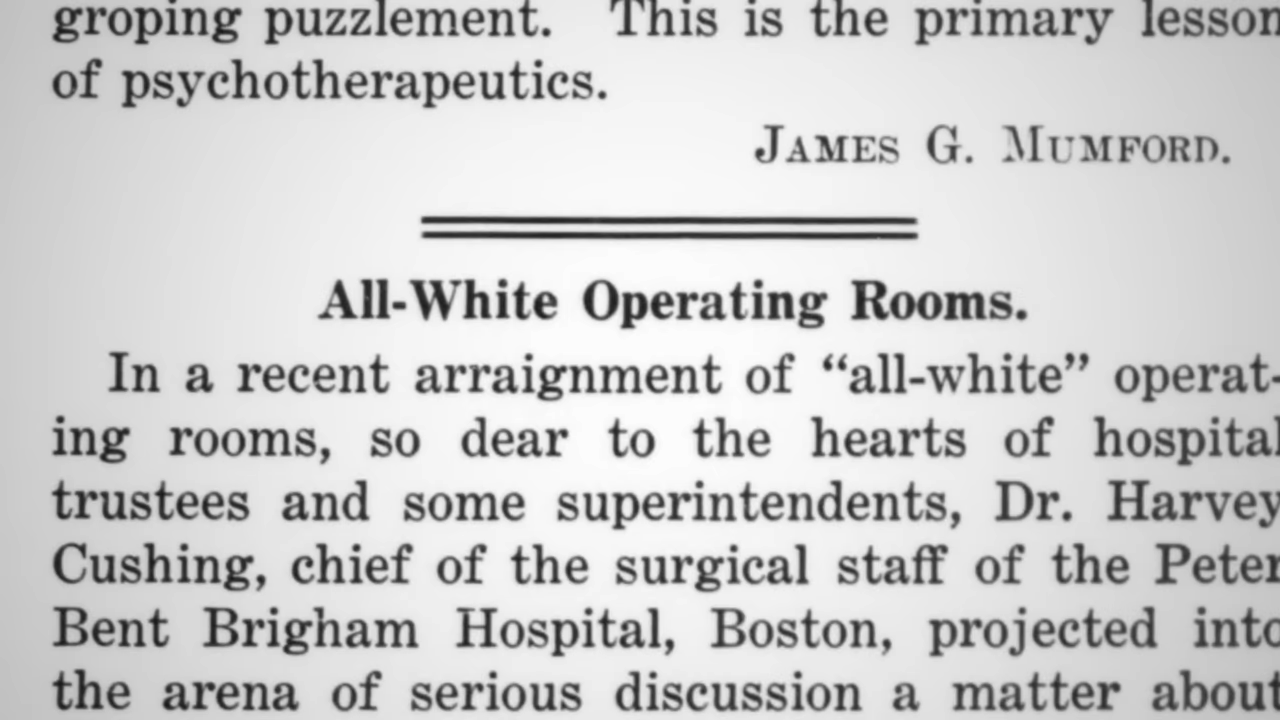 groping puzzlement. This is the primary lesson
of psychotherapeutics.
James G. Mumford.
All-White Operating Rooms.
In a recent arraignment of “all-white” operat-
ing rooms, so dear to the hearts of hospital
trustees and some superintendents, Dr. Harvey
Cushing, chief of the surgical staff of the Peter
Bent Brigham Hospital, Boston, projected into
the arena of serious discussion a matter about